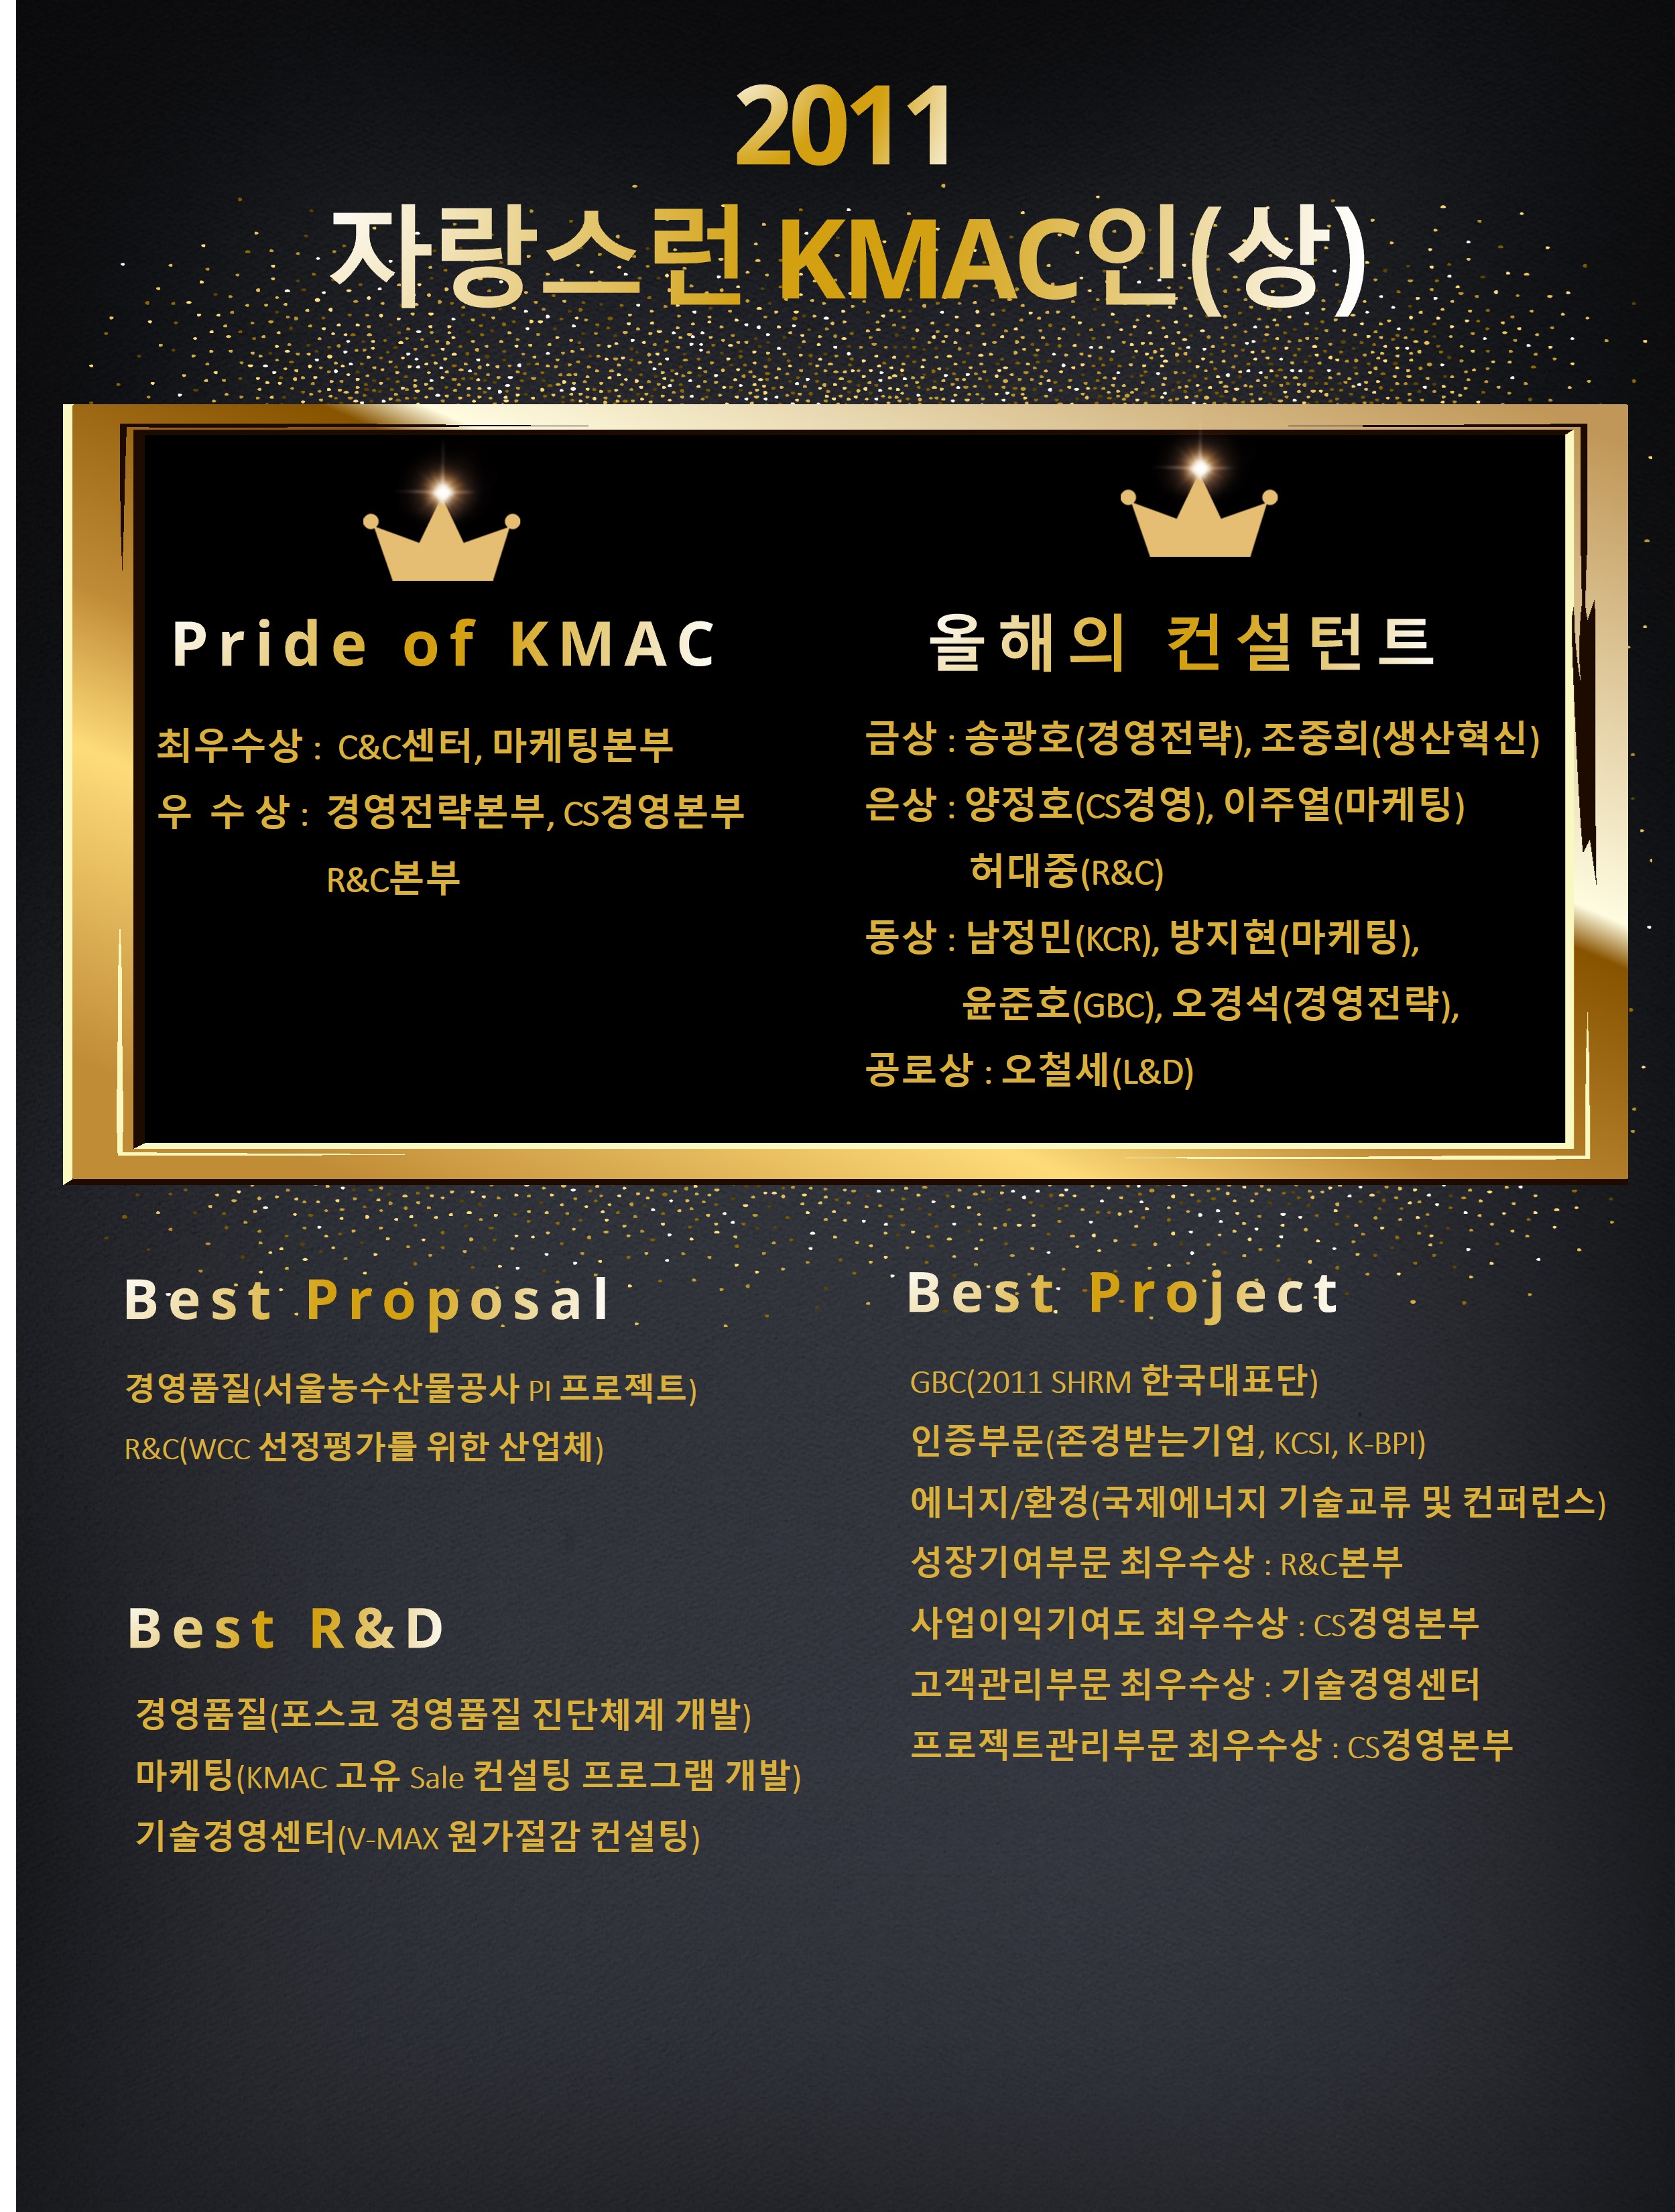 2011
자랑스런 KMAC인(상)
Pride of KMAC
최우수상 : C&C센터, 마케팅본부
우 수 상 : 경영전략본부, CS경영본부
R&C본부
올해의 컨설턴트
금상 : 송광호(경영전략), 조중희(생산혁신)
은상 : 양정호(CS경영), 이주열(마케팅)
허대중(R&C)
동상 : 남정민(KCR), 방지현(마케팅),
윤준호(GBC), 오경석(경영전략),
공로상 : 오철세(L&D)
Best Proposal
경영품질(서울농수산물공사 PI 프로젝트)
R&C(WCC 선정평가를 위한 산업체)
Best R&D
경영품질(포스코 경영품질 진단체계 개발)
마케팅(KMAC 고유 Sale 컨설팅 프로그램 개발)
기술경영센터(V-MAX 원가절감 컨설팅)
Best Project
GBC(2011 SHRM 한국대표단)
인증부문(존경받는기업, KCSI, K-BPI)
에너지/환경(국제에너지 기술교류 및 컨퍼런스)
성장기여부문 최우수상 : R&C본부
사업이익기여도 최우수상 : CS경영본부
고객관리부문 최우수상 : 기술경영센터
프로젝트관리부문 최우수상 : CS경영본부